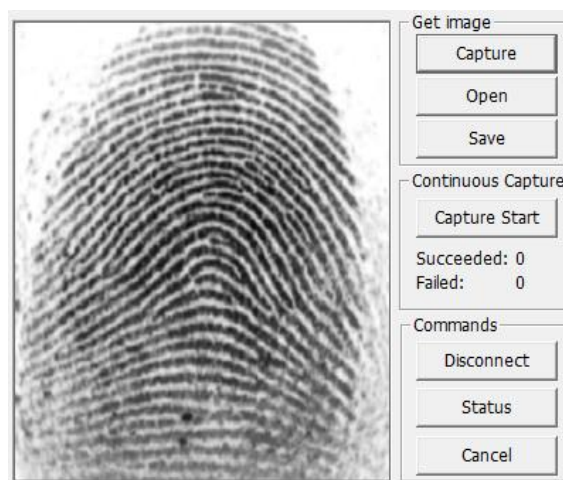 Get image
Capture
Open
Save
Continuous Capture
Capture Start
Succeeded: 0
Failed: 0
Commands
Disconnect
Status
Cancel